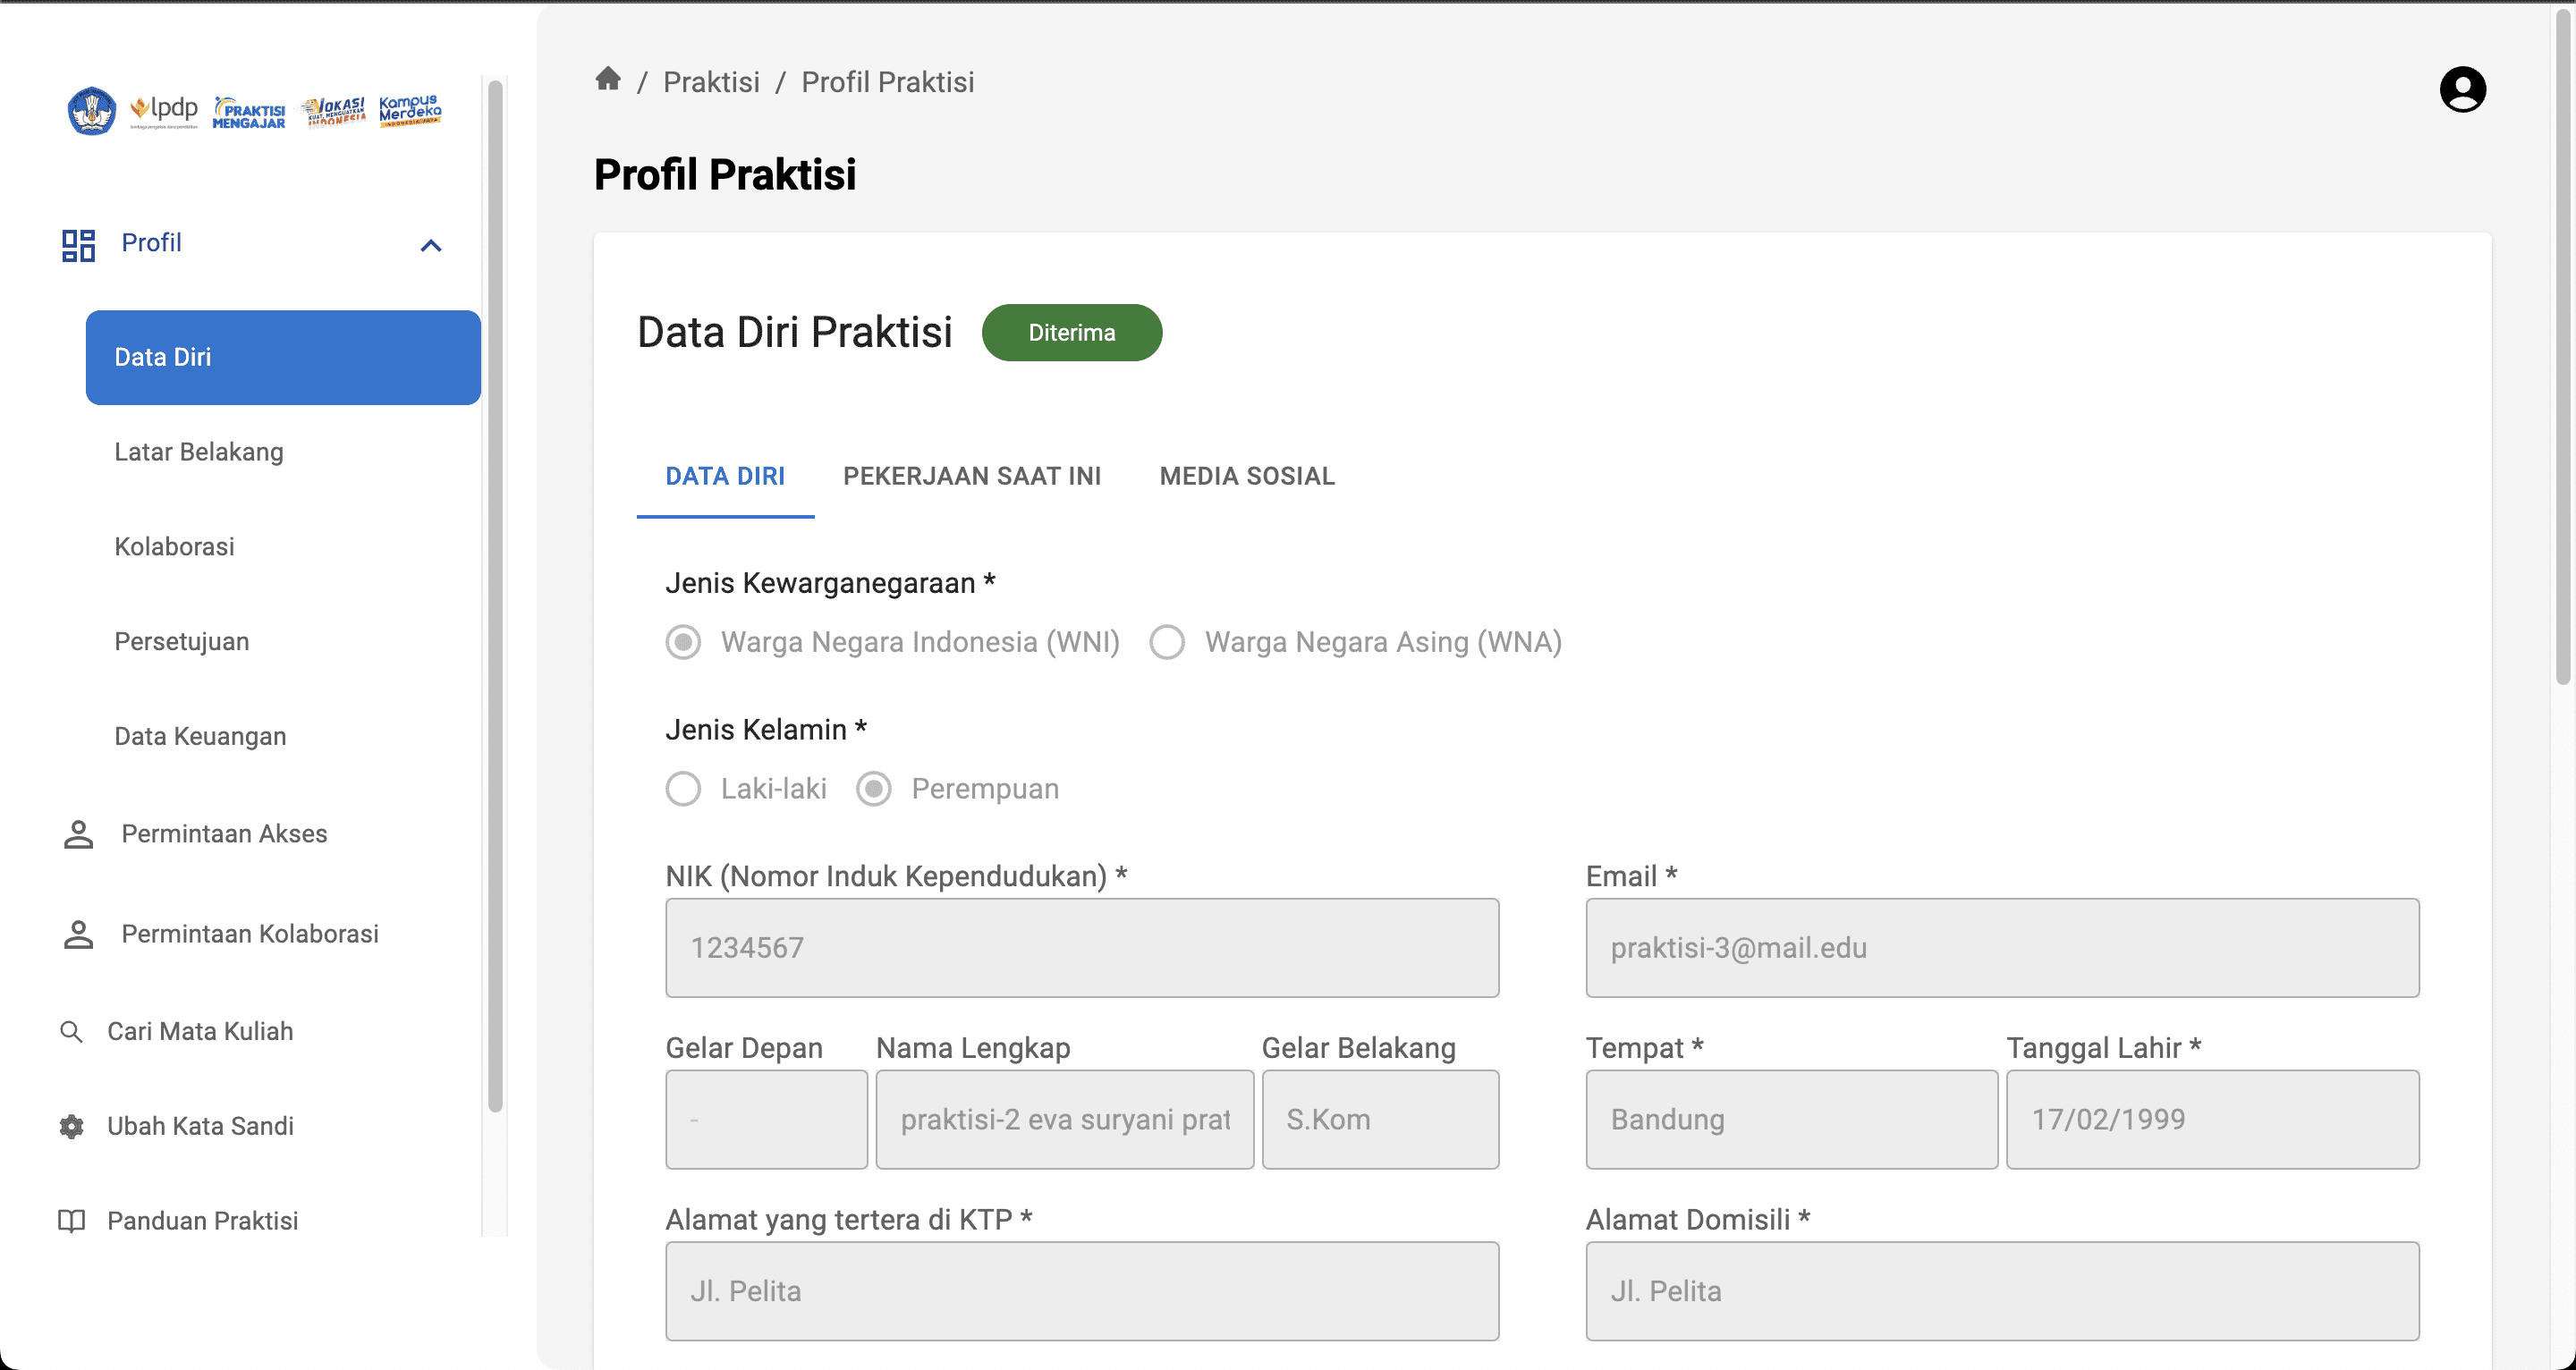 lpdp
PRAKTISI MENGAJAR
VOKASI
KUAT, MENGUATKAN
INDONESIA
Kampus Merdeka
INDONESIA JAYA
/ Praktisi / Profil Praktisi
Profil Praktisi
Profil
Data Diri
Latar Belakang
Kolaborasi
Persetujuan
Data Keuangan
Permintaan Akses
Permintaan Kolaborasi
Cari Mata Kuliah
Ubah Kata Sandi
Panduan Praktisi
Data Diri Praktisi Diterima
DATA DIRI PEKERJAAN SAAT INI MEDIA SOSIAL
Jenis Kewarganegaraan *
Warga Negara Indonesia (WNI) Warga Negara Asing (WNA)
Jenis Kelamin *
Laki-laki Perempuan
NIK (Nomor Induk Kependudukan) * Email *
1234567 praktisi-3@mail.edu
Gelar Depan Nama Lengkap Gelar Belakang Tempat * Tanggal Lahir *
- praktisi-2 eva suryani prat S.Kom Bandung 17/02/1999
Alamat yang tertera di KTP * Alamat Domisili *
Jl. Pelita Jl. Pelita